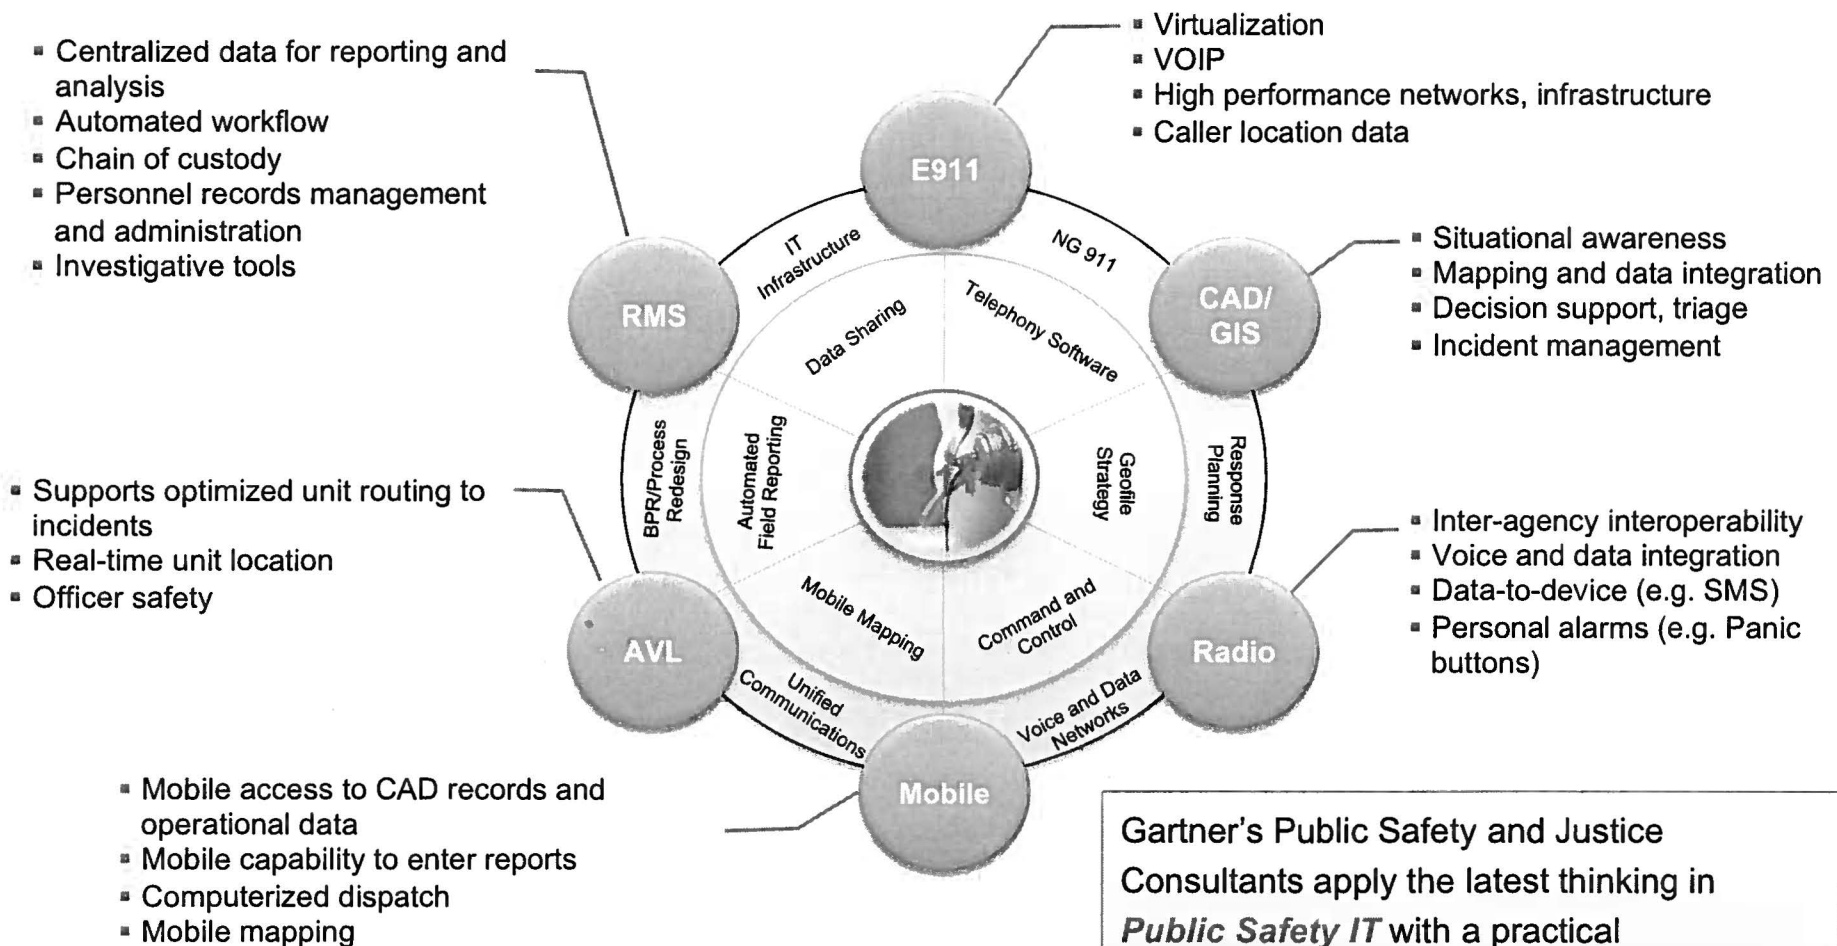 ▪ Centralized data for reporting and
analysis
▪ Automated workflow
▪ Chain of custody
▪ Personnel records management
and administration
▪ Investigative tools
▪ Virtualization
▪ VOIP
▪ High performance networks, infrastructure
▪ Caller location data
E911
IT
Infrastructure
NG 911
RMS
CAD/
GIS
▪ Situational awareness
▪ Mapping and data integration
▪ Decision support, triage
▪ Incident management
Data Sharing
Telephony Software
BPR/Process
Redesign
Automated
Field Reporting
Geofile
Strategy
Response
Planning
▪ Supports optimized unit routing to
incidents
▪ Real-time unit location
▪ Officer safety
▪ Inter-agency interoperability
▪ Voice and data integration
▪ Data-to-device (e.g. SMS)
▪ Personal alarms (e.g. Panic
buttons)
Mobile Mapping
Command and
Control
AVL
Radio
Unified
Communications
Voice and Data
Networks
Mobile
▪ Mobile access to CAD records and
operational data
▪ Mobile capability to enter reports
▪ Computerized dispatch
▪ Mobile mapping
Gartner's Public Safety and Justice
Consultants apply the latest thinking in
Public Safety IT with a practical